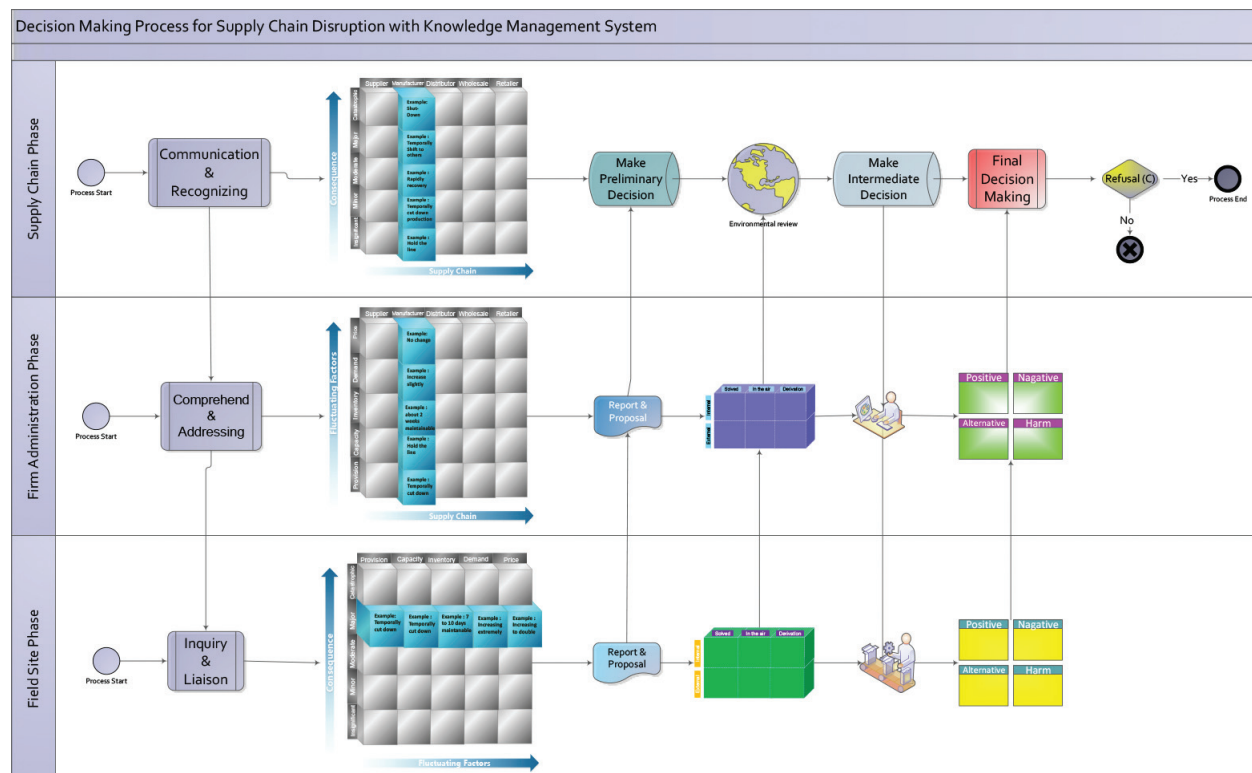 Decision Making Process for Supply Chain Disruption with Knowledge Management System
Supply Chain Phase
Process Start
Communication
&
Recognizing
Consequence
Supplier
Manufacturer
Distributor
Wholesale
Retailer
Catastrophic
Major
Moderate
Minor
Insignificant
Example:
Shun
Down
Example :
Temporally
Shift to
others
Example :
Rapidly
recovery
Example :
Temporally
cut down
production
Example :
Hold the
line
Supply Chain
Make
Preliminary
Decision
Environmental review
Make
Intermediate
Decision
Final
Decision
Making
Refusal (C)
Yes
Process End
No
Firm Administration Phase
Process Start
Comprehend
&
Addressing
Fluctuating Factors
Supplier
Manufacturer
Distributor
Wholesale
Retailer
Price
Demand
Inventory
Capacity
Provision
Example:
No change
Example :
Increase
slightly
Example :
about 2
weeks
maintainable
Example :
Hold the
line
Example :
Temporally
cut down
Supply Chain
Report &
Proposal
Solved
In the air
Derivation
Internal
External
Positive
Nagative
Alternative
Harm
Field Site Phase
Process Start
Inquiry
&
Liaison
Consequence
Provision
Capacity
Inventory
Demand
Price
Catastrophic
Major
Moderate
Minor
Insignificant
Example:
Temporally
cut down
Example :
Temporally
cut down
Example : 7
to 10 days
maintanable
Example :
Increasing
extremely
Example :
Increasing
to double
Fluctuating Factors
Report &
Proposal
Solved
In the air
Derivation
Internal
External
Positive
Nagative
Alternative
Harm